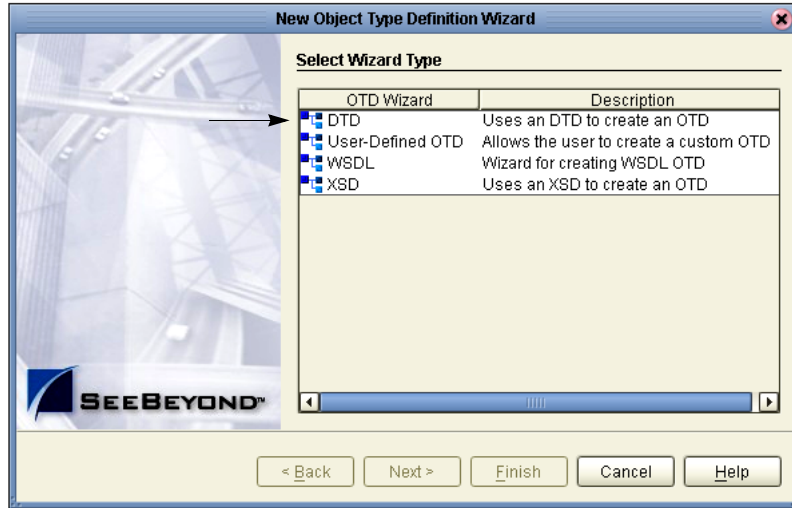 New Object Type Definition Wizard
Select Wizard Type
OTD Wizard Description
DTD Uses an DTD to create an OTD
User-Defined OTD Allows the user to create a custom OTD
WSDL Wizard for creating WSDL OTD
XSD Uses an XSD to create an OTD
SEEBEYOND™
< Back Next > Finish Cancel Help